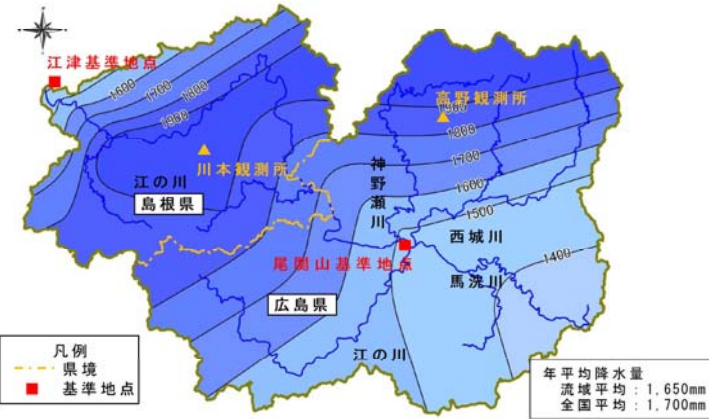 江津基準地点
1600
1700
1800
1900
高野観測所
1900
1800
1700
1600
1500
1400
川本観測所
神野瀬川
江の川
島根県
西城川
尾関山基準地点
馬洗川
広島県
江の川
凡例
県境
基準地点
年平均降水量
流域平均：1,650mm
全国平均：1,700mm